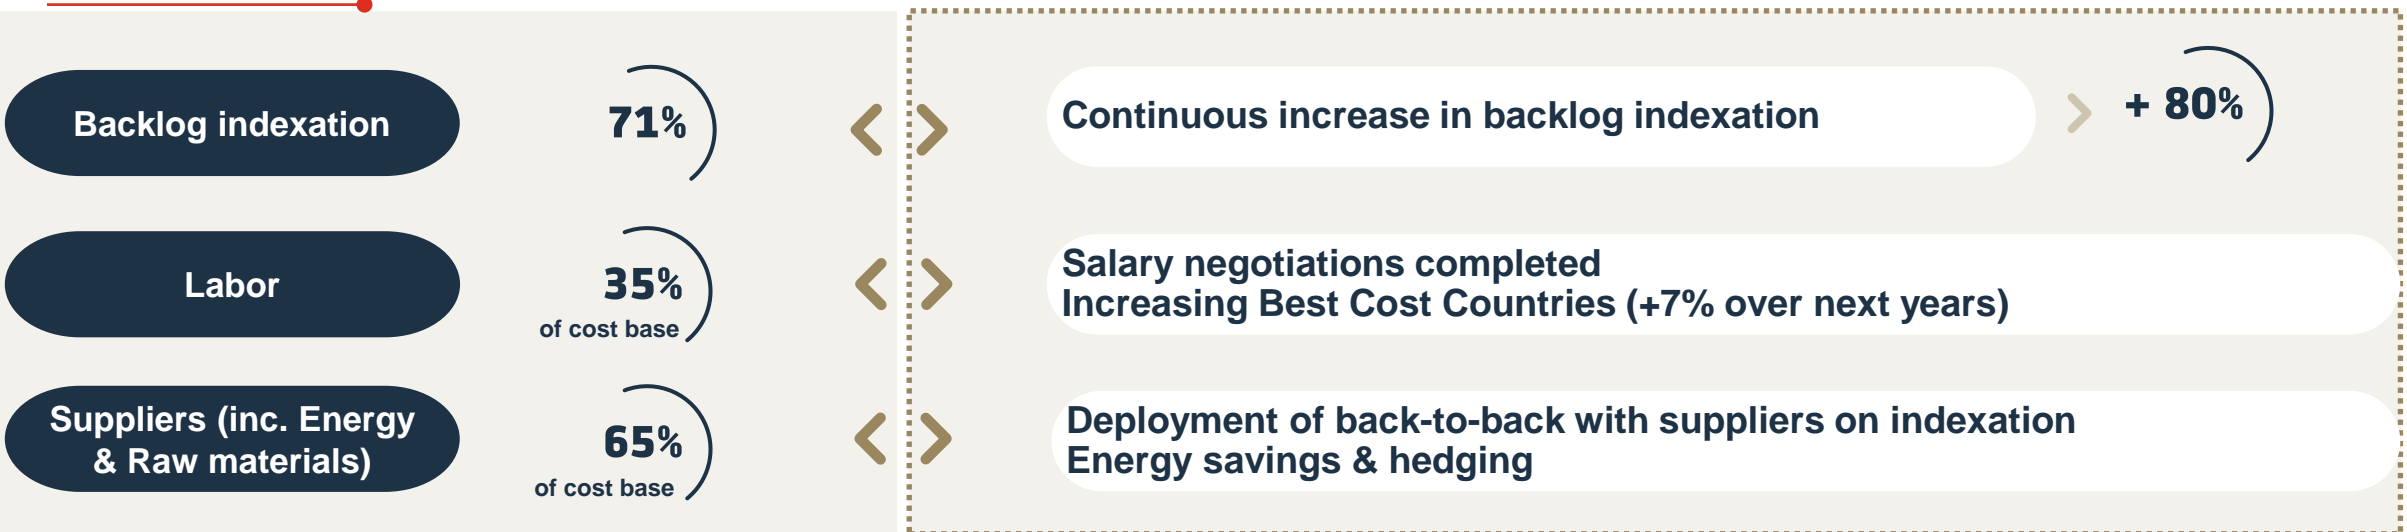 Backlog indexation
71%
Continuous increase in backlog indexation
+ 80%
Labor
35%
of cost base
Salary negotiations completed
Increasing Best Cost Countries (+7% over next years)
Suppliers (inc. Energy
& Raw materials)
65%
of cost base
Deployment of back-to-back with suppliers on indexation
Energy savings & hedging